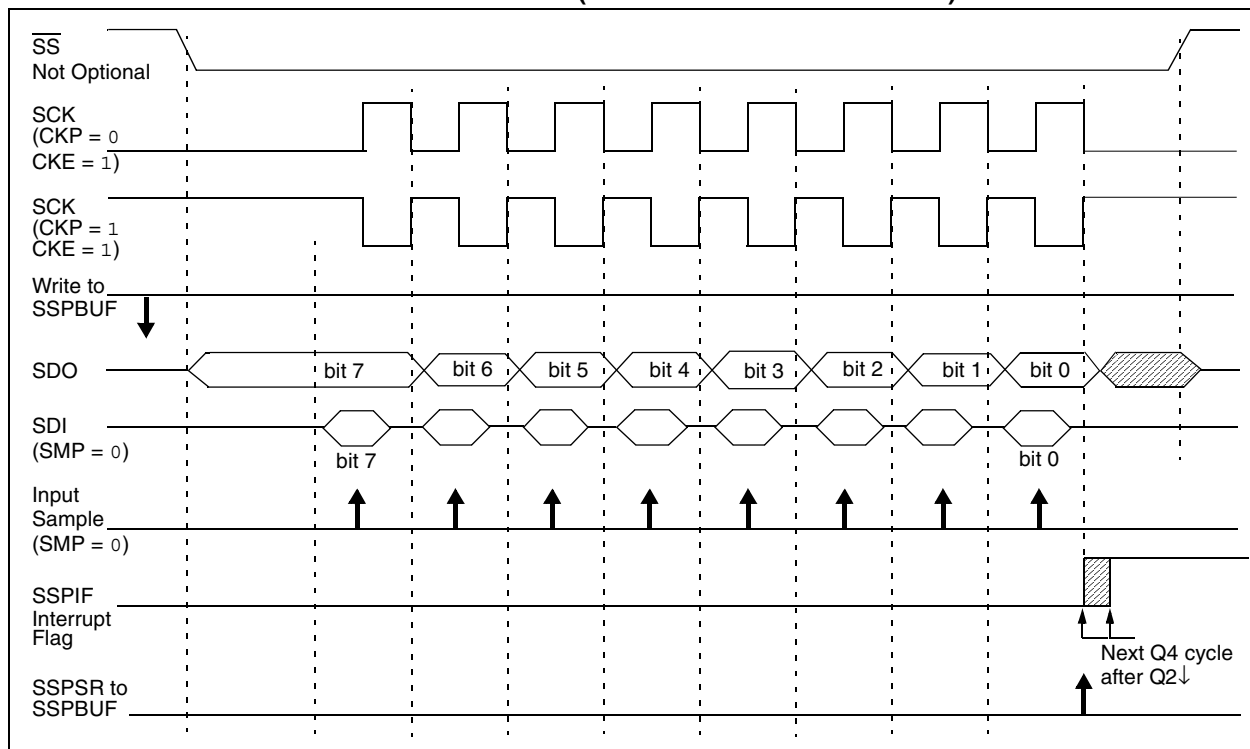 SS
Not Optional
SCK
(CKP = 0
CKE = 1)
SCK
(CKP = 1
CKE = 1)
Write to
SSPBUF
SDO
bit 7 bit 6 bit 5 bit 4 bit 3 bit 2 bit 1 bit 0
SDI
(SMP = 0)
bit 7 bit 0
Input
Sample
(SMP = 0)
SSPIF
Interrupt
Flag
Next Q4 cycle
after Q2↓
SSPSR to
SSPBUF